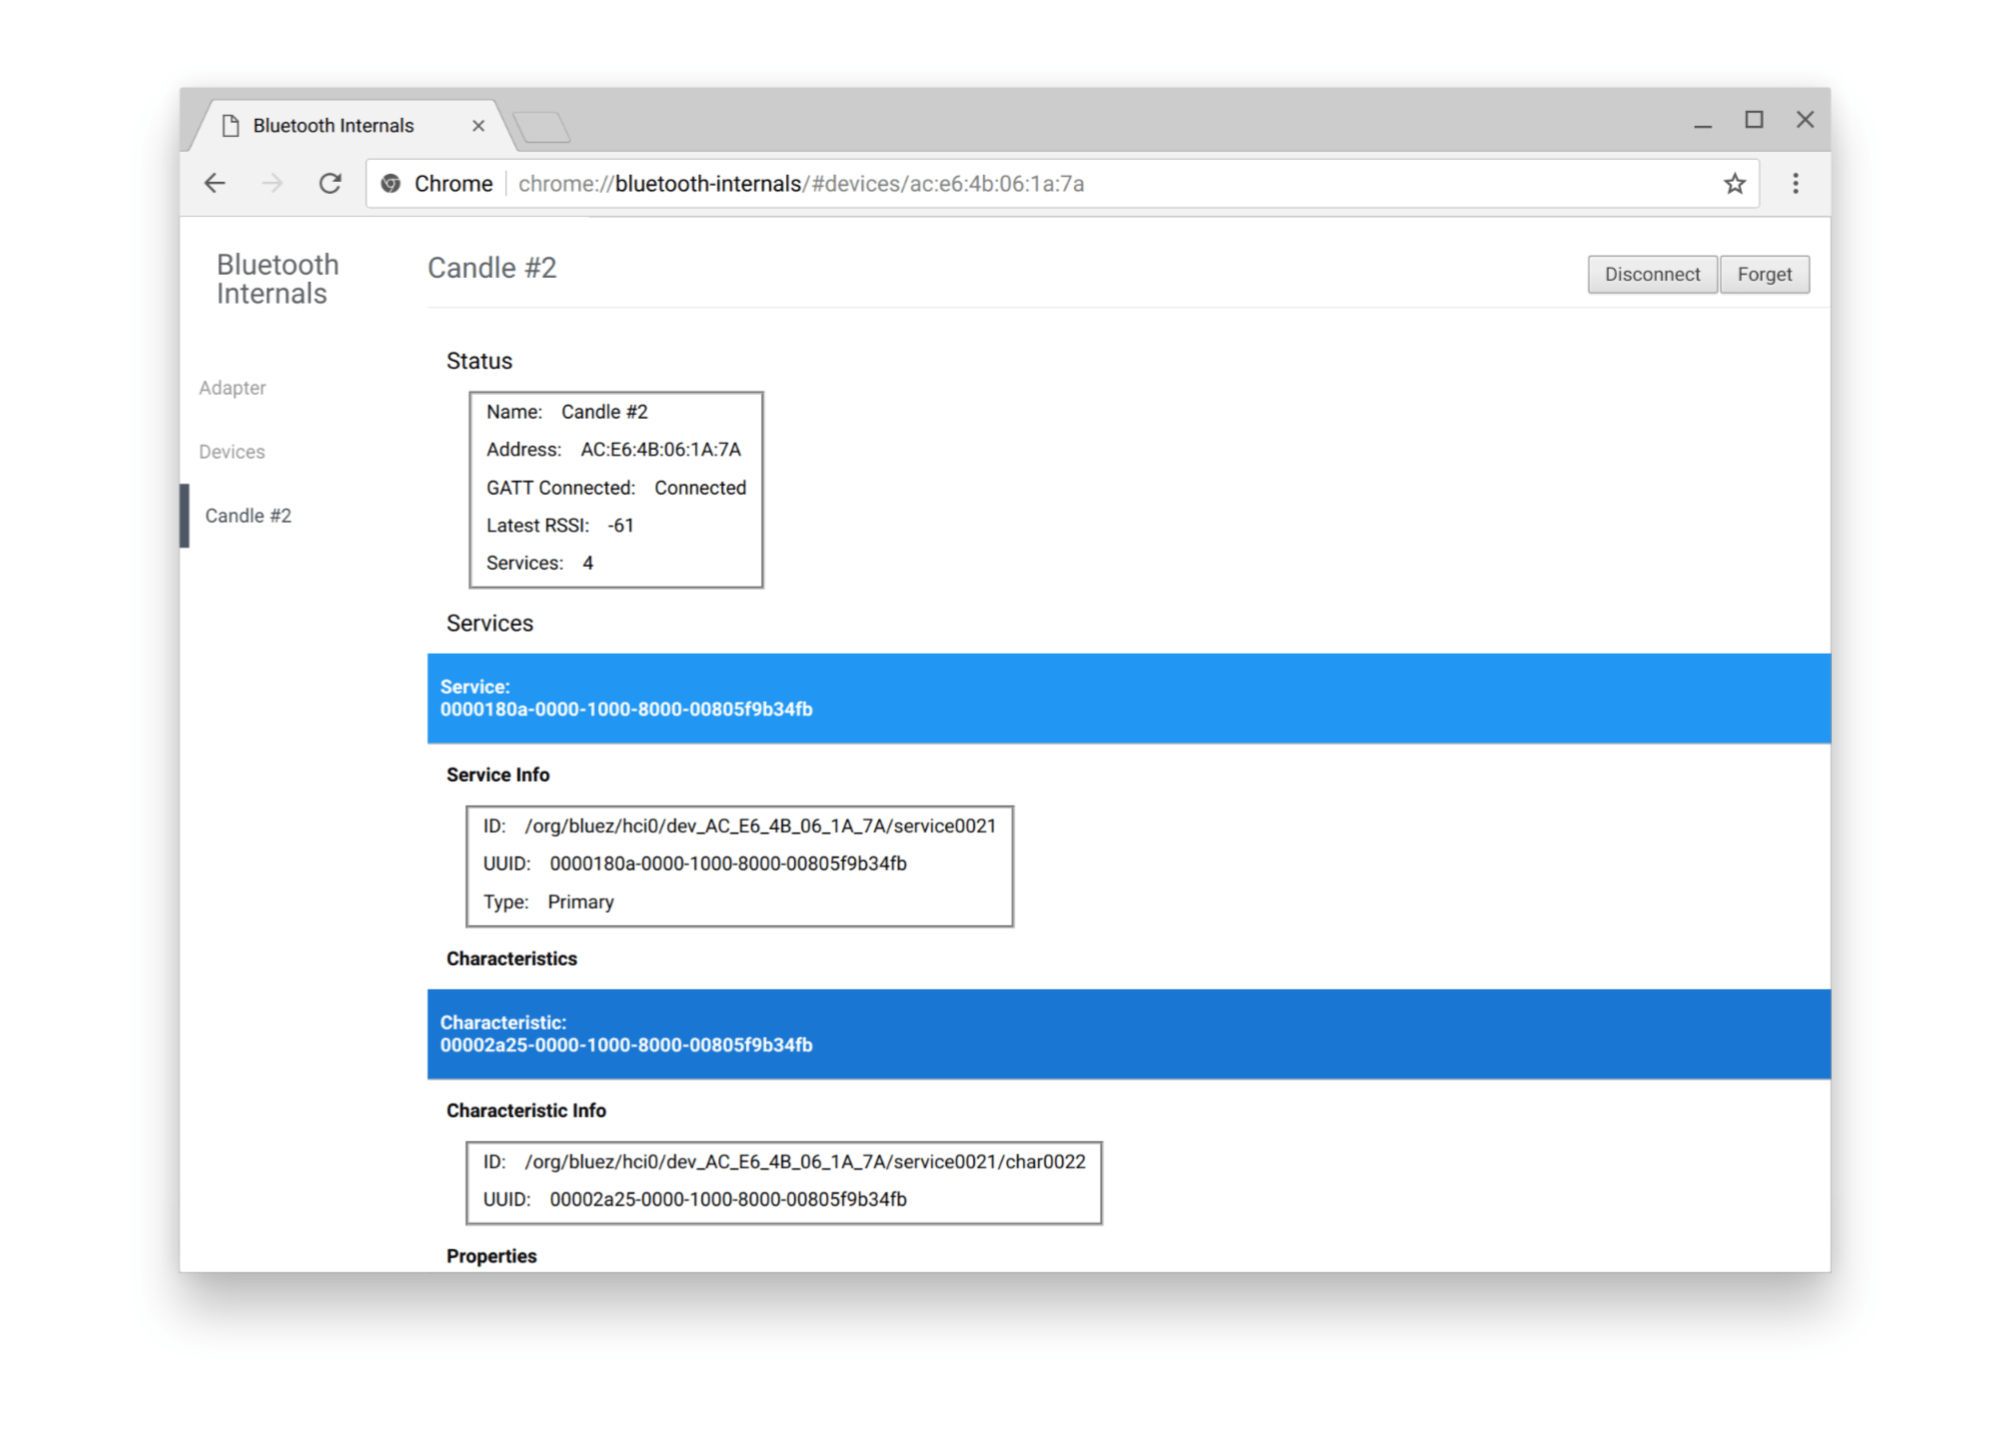 Bluetooth Internals
Chrome chrome://bluetooth-internals/#devices/ac:e6:4b:06:1a:7a
Bluetooth
Internals
Adapter
Devices
Candle #2
Candle #2
Disconnect
Forget
Status
Name: Candle #2
Address: AC:E6:4B:06:1A:7A
GATT Connected: Connected
Latest RSSI: -61
Services: 4
Services
Service:
0000180a-0000-1000-8000-00805f9b34fb
Service Info
ID: /org/bluez/hci0/dev_AC_E6_4B_06_1A_7A/service0021
UUID: 0000180a-0000-1000-8000-00805f9b34fb
Type: Primary
Characteristics
Characteristic:
00002a25-0000-1000-8000-00805f9b34fb
Characteristic Info
ID: /org/bluez/hci0/dev_AC_E6_4B_06_1A_7A/service0021/char0022
UUID: 00002a25-0000-1000-8000-00805f9b34fb
Properties